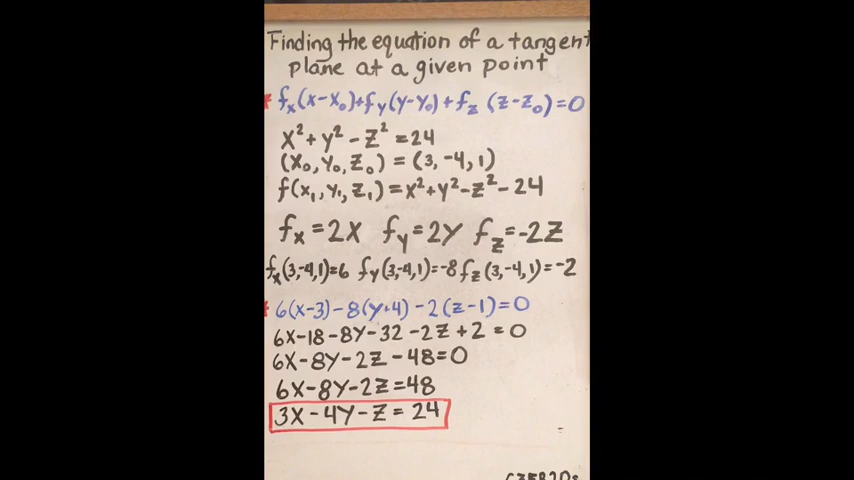 Finding the equation of a tangent
plane at a given point
* fx(x-x₀)+fy(y-y₀)+fz(z-z₀)=0
x²+y²-z²=24
(x₀,y₀,z₀)=(3,-4,1)
f(x,y,z,)=x²+y²-z²-24
fx=2x fy=2y fz=-2z
fx(3,-4,1)=6 fy(3,-4,1)=-8 fz(3,-4,1)=-2
* 6(x-3)-8(y+4)-2(z-1)=0
6x-18-8y-32-2z+2=0
6x-8y-2z-48=0
6x-8y-2z=48
3x-4y-z=24